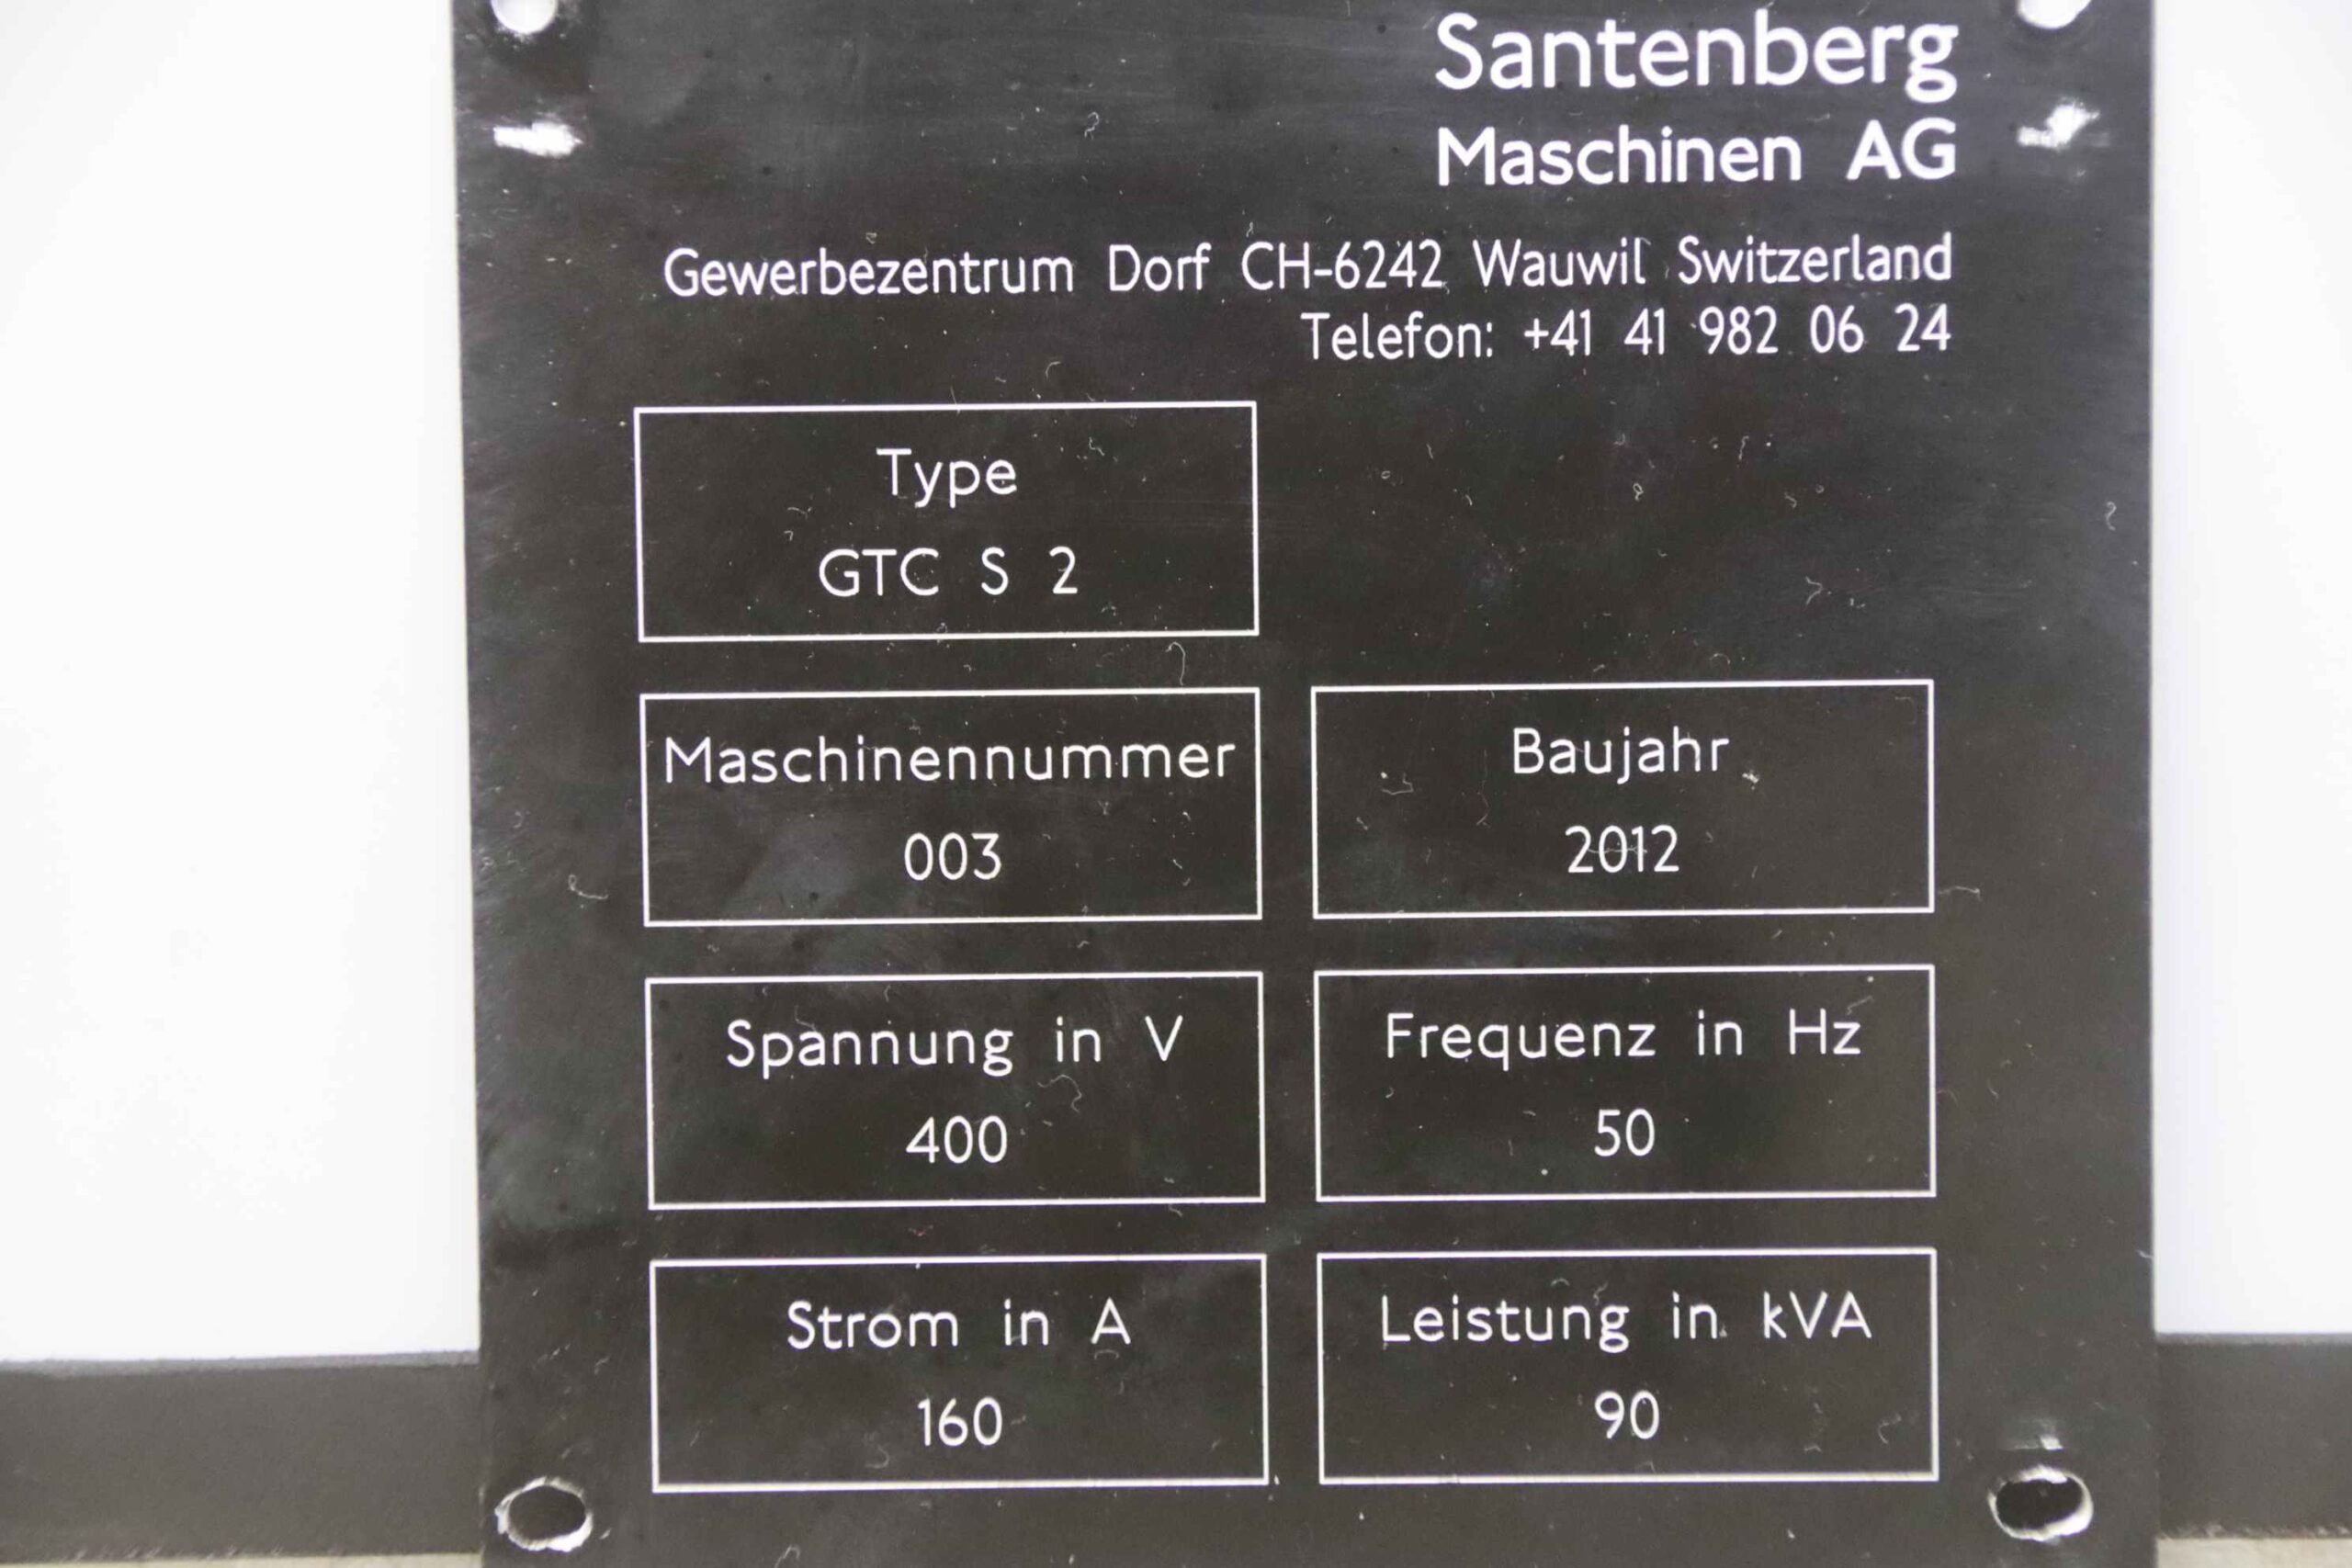 Santenberg
Maschinen AG
Gewerbezentrum Dorf CH-6242 Wauwil Switzerland
Telefon: +41 41 982 06 24
Type
GTC S 2
Maschinennummer
003
Baujahr
2012
Spannung in V
400
Frequenz in Hz
50
Strom in A
160
Leistung in kVA
90